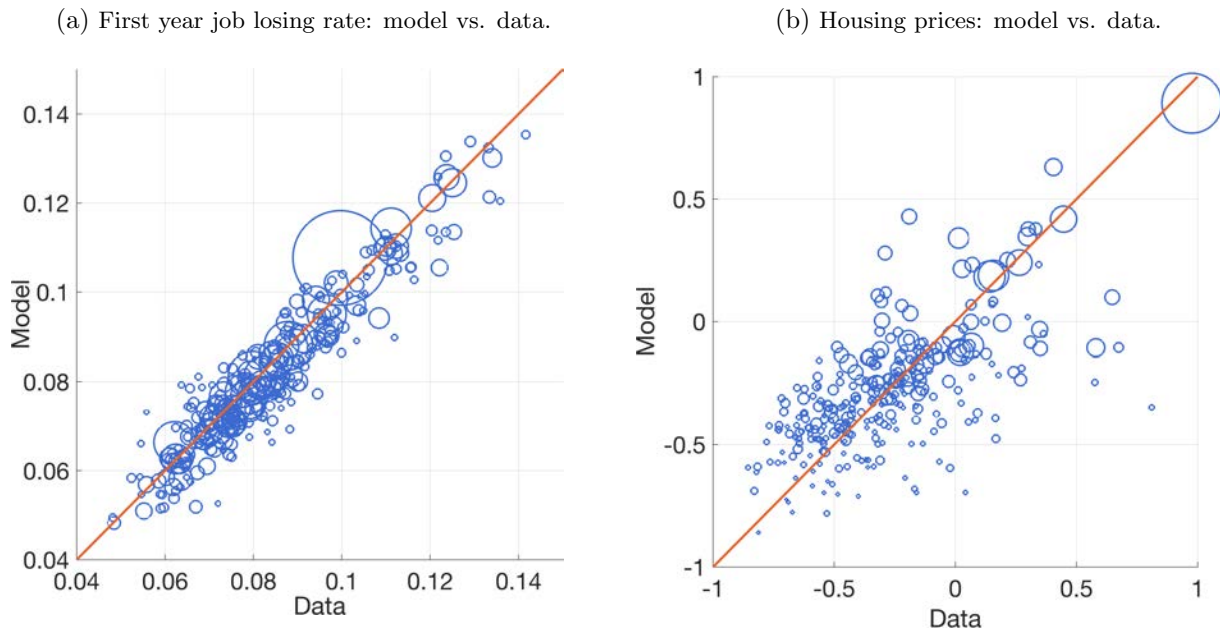 (a) First year job losing rate: model vs. data.
0.14
0.12
0.1
0.08
0.06
0.04
Model
0.04 0.06 0.08 0.1 0.12 0.14
Data
(b) Housing prices: model vs. data.
1
0.5
0
-0.5
-1
Model
-1 -0.5 0 0.5 1
Data